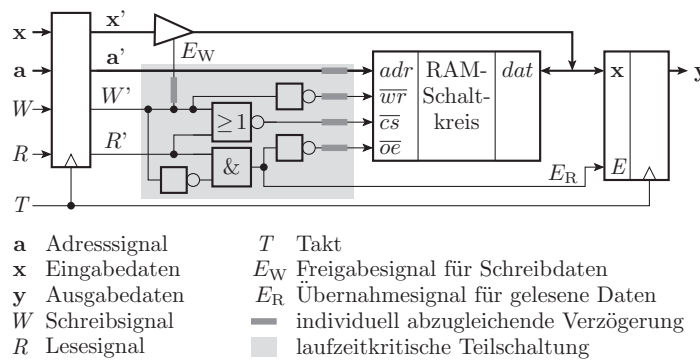 x x' E_W
a a' adr RAM- dat x y
W W' wr Schalt-
≥1 cs kreis
R R' oe
& E_R E
T
a Adresssignal T Takt
x Eingabedaten E_W Freigabesignal für Schreibdaten
y Ausgabedaten E_R Übernahmesignal für gelesene Daten
W Schreibsignal individuell abzugleichende Verzögerung
R Lesesignal laufzeitkritische Teilschaltung